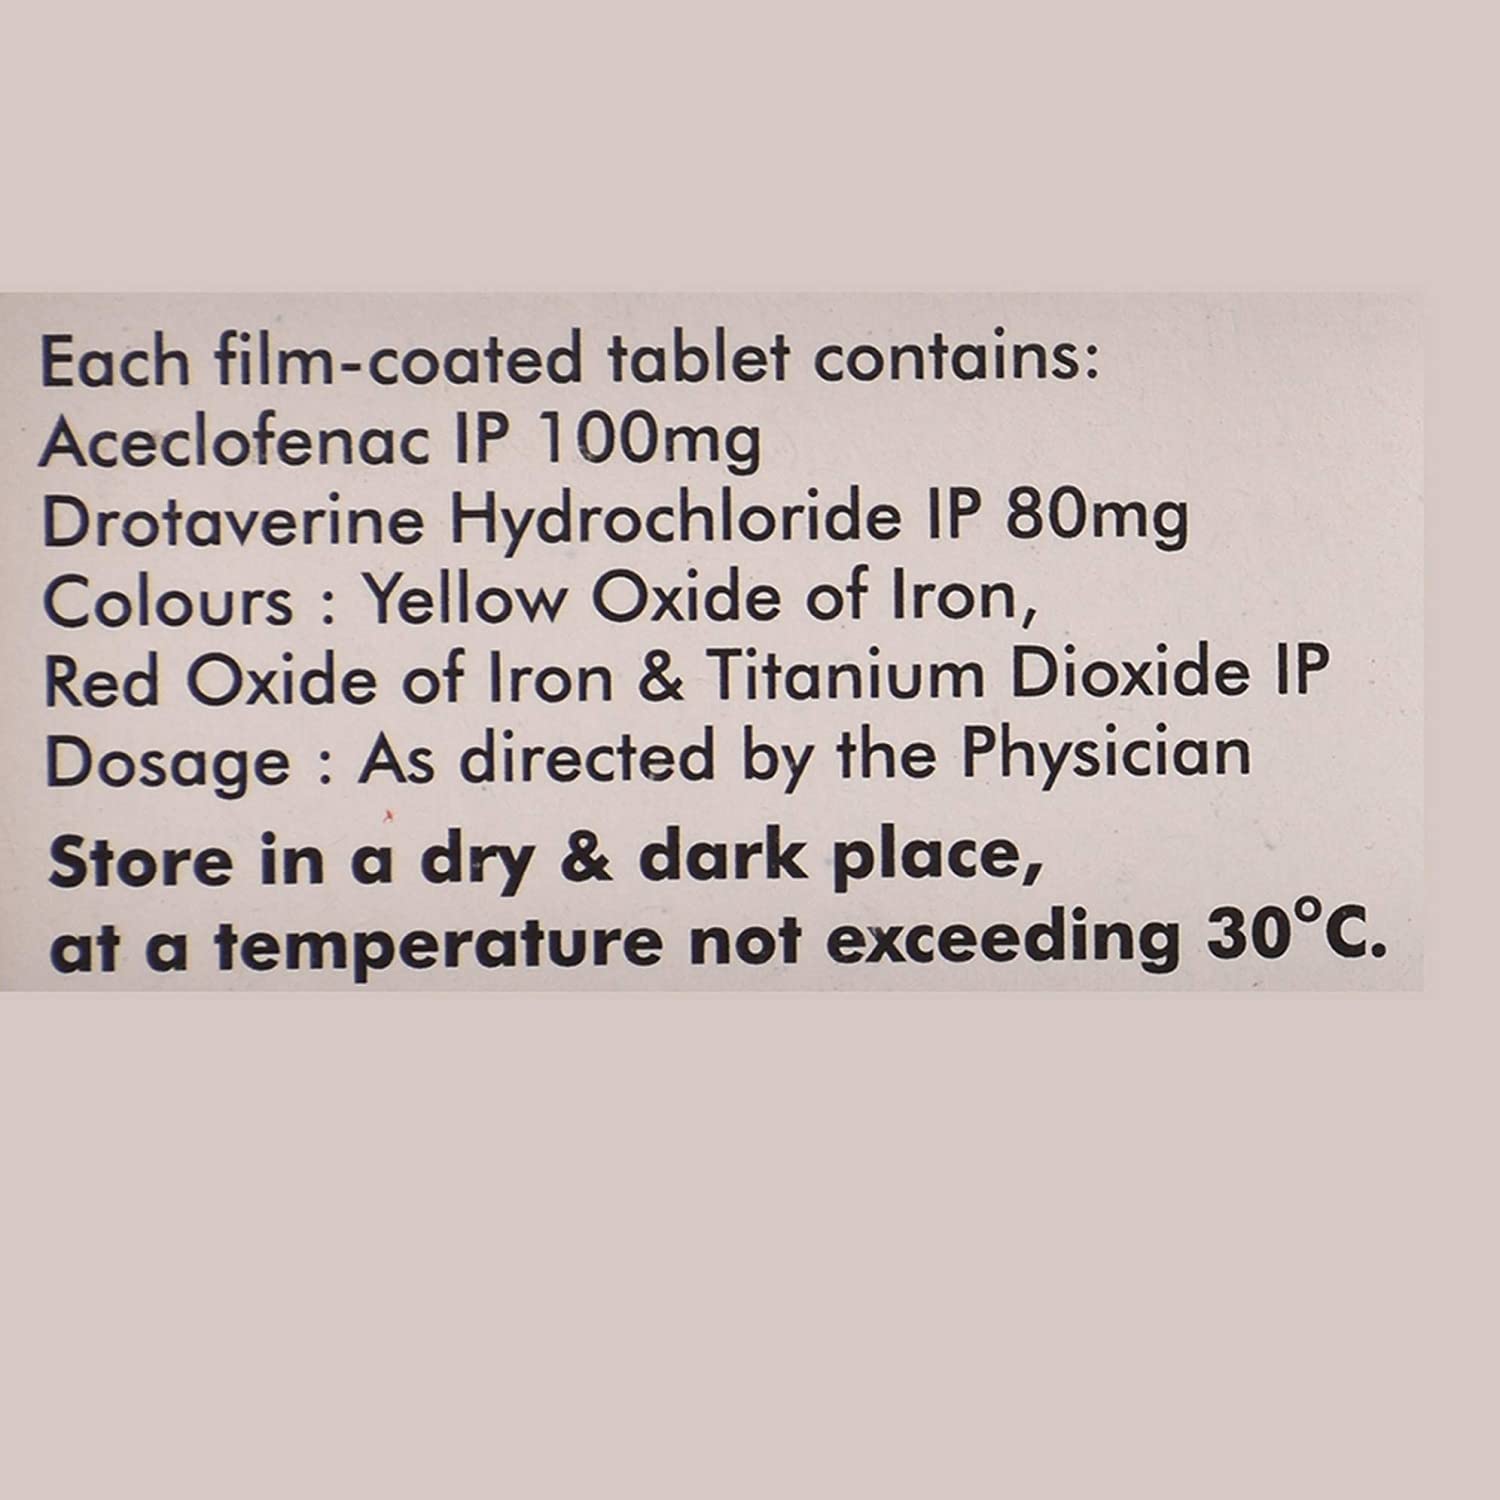 Each film-coated tablet contains:
Aceclofenac IP 100mg
Drotaverine Hydrochloride IP 80mg
Colours : Yellow Oxide of Iron,
Red Oxide of Iron & Titanium Dioxide IP
Dosage : As directed by the Physician
Store in a dry & dark place,
at a temperature not exceeding 30°C.